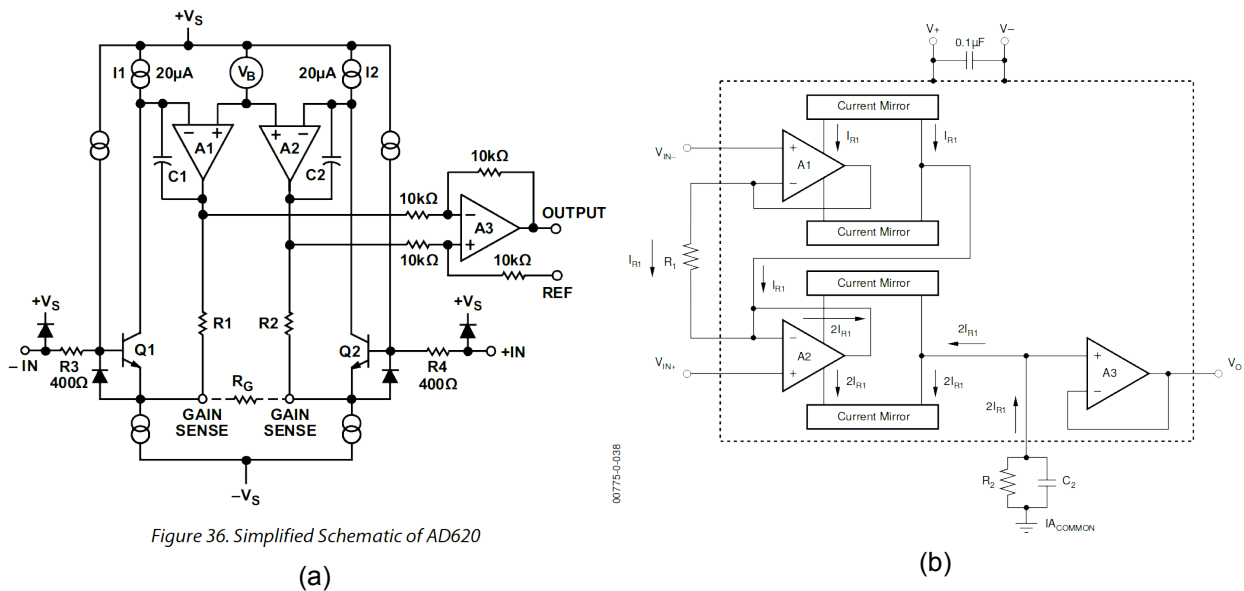 +VS
I1 20µA VB 20µA I2
A1 A2
C1 C2
10kΩ
10kΩ
A3
OUTPUT
10kΩ 10kΩ
REF
+VS +VS
R1 R2
– IN R3 Q1 Q2 R4 +IN
400Ω 400Ω
RG
GAIN SENSE GAIN SENSE
–VS
00775-0-038
Figure 36. Simplified Schematic of AD620
(a)
V+ V–
0.1µF
Current Mirror
IR1 IR1
VIN–
A1
Current Mirror
IR1 R1
IR1
Current Mirror
2IR1
A2
2IR1
VIN+
2IR1 2IR1
A3
VO
Current Mirror
2IR1
R2 C2
IACOMMON
(b)